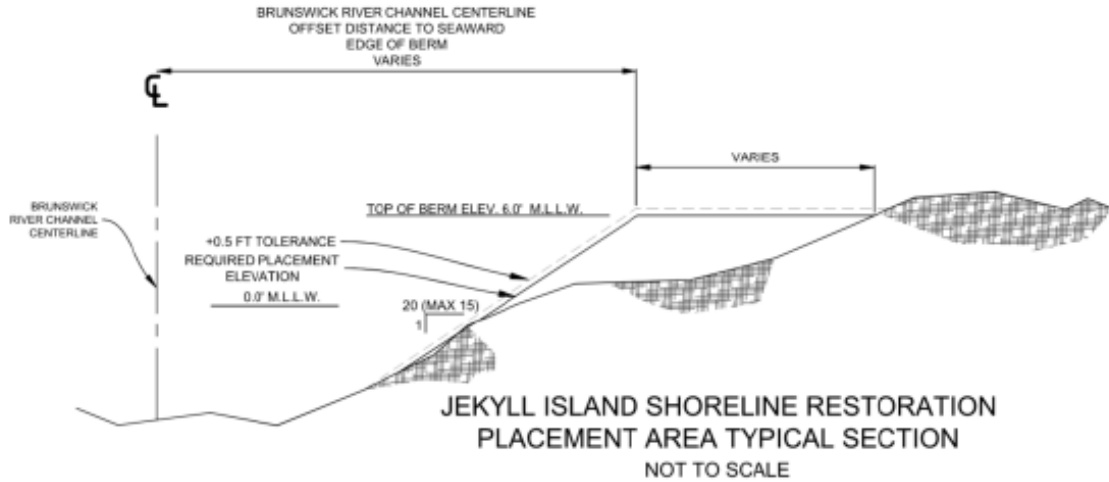 BRUNSWICK RIVER CHANNEL CENTERLINE
OFFSET DISTANCE TO SEAWARD
EDGE OF BERM
VARIES
CL
VARIES
BRUNSWICK
RIVER CHANNEL
CENTERLINE
TOP OF BERM ELEV. 6.0' M.L.L.W.
+0.5 FT TOLERANCE
REQUIRED PLACEMENT
ELEVATION
0.0' M.L.L.W.
20 (MAX 15)
1
JEKYLL ISLAND SHORELINE RESTORATION
PLACEMENT AREA TYPICAL SECTION
NOT TO SCALE